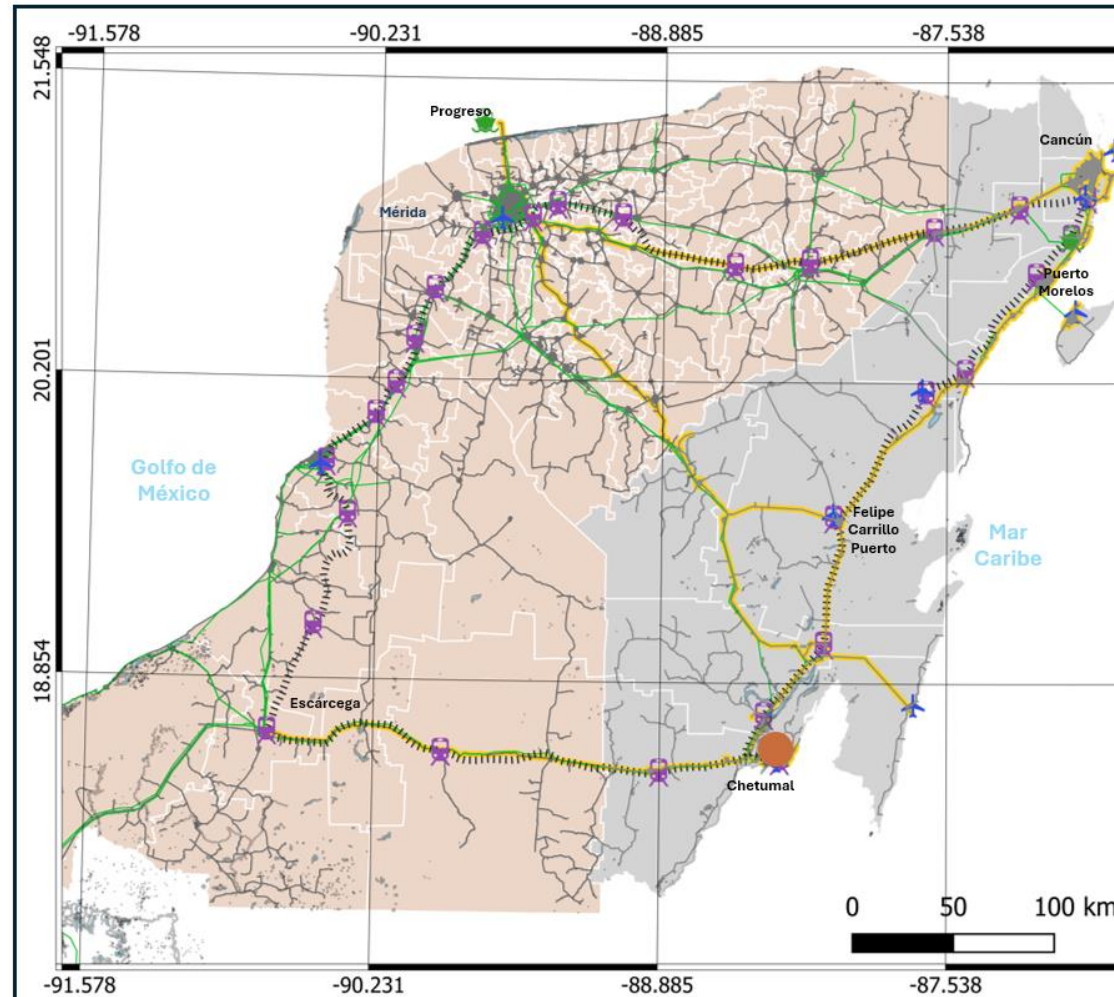 -91.578
-90.231
-88.885
-87.538
21.548
Progreso
Cancún
Mérida
Puerto
Morelos
20.201
Golfo de
México
Felipe
Carrillo
Puerto
Mar
Caribe
18.854
Escárcega
Chetumal
0
50
100 km
-91.578
-90.231
-88.885
-87.538